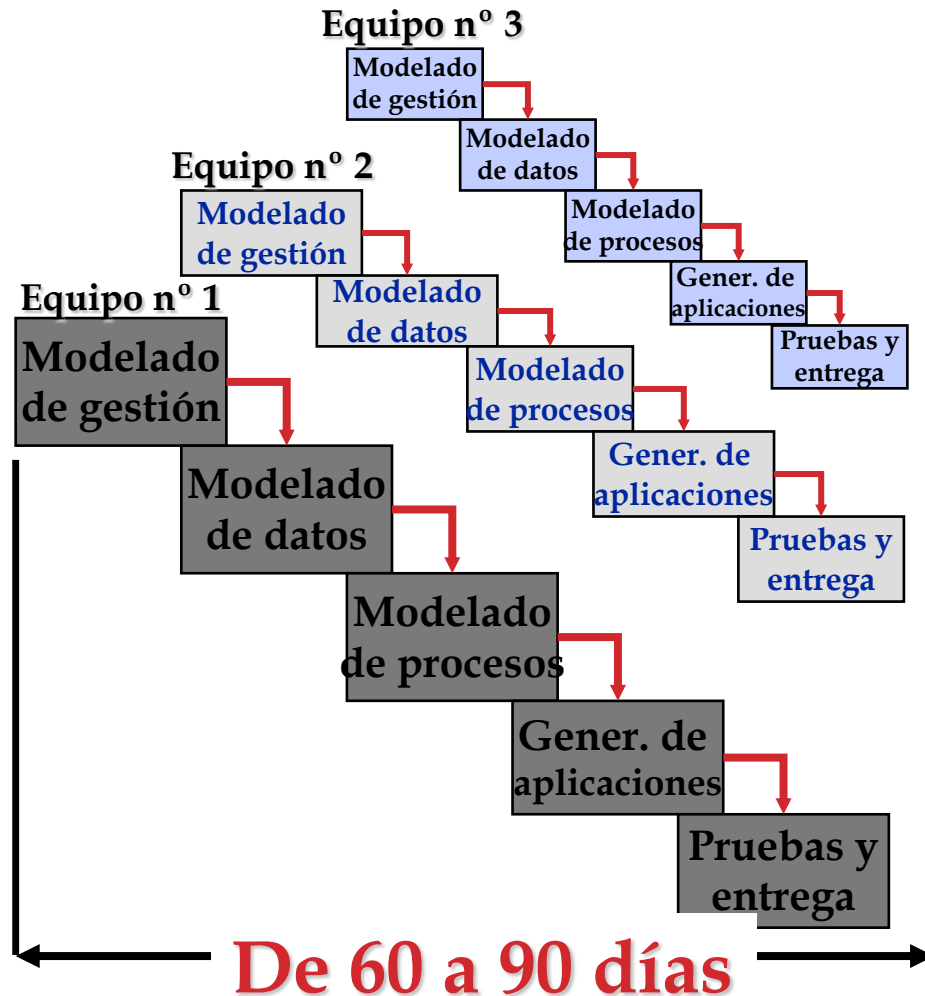 Equipo nº 3
Modelado
de gestión
Modelado
de datos
Modelado
de procesos
Gener. de
aplicaciones
Pruebas y
entrega
Equipo nº 2
Modelado
de gestión
Modelado
de datos
Modelado
de procesos
Gener. de
aplicaciones
Pruebas y
entrega
Equipo nº 1
Modelado
de gestión
Modelado
de datos
Modelado
de procesos
Gener. de
aplicaciones
Pruebas y
entrega
De 60 a 90 días